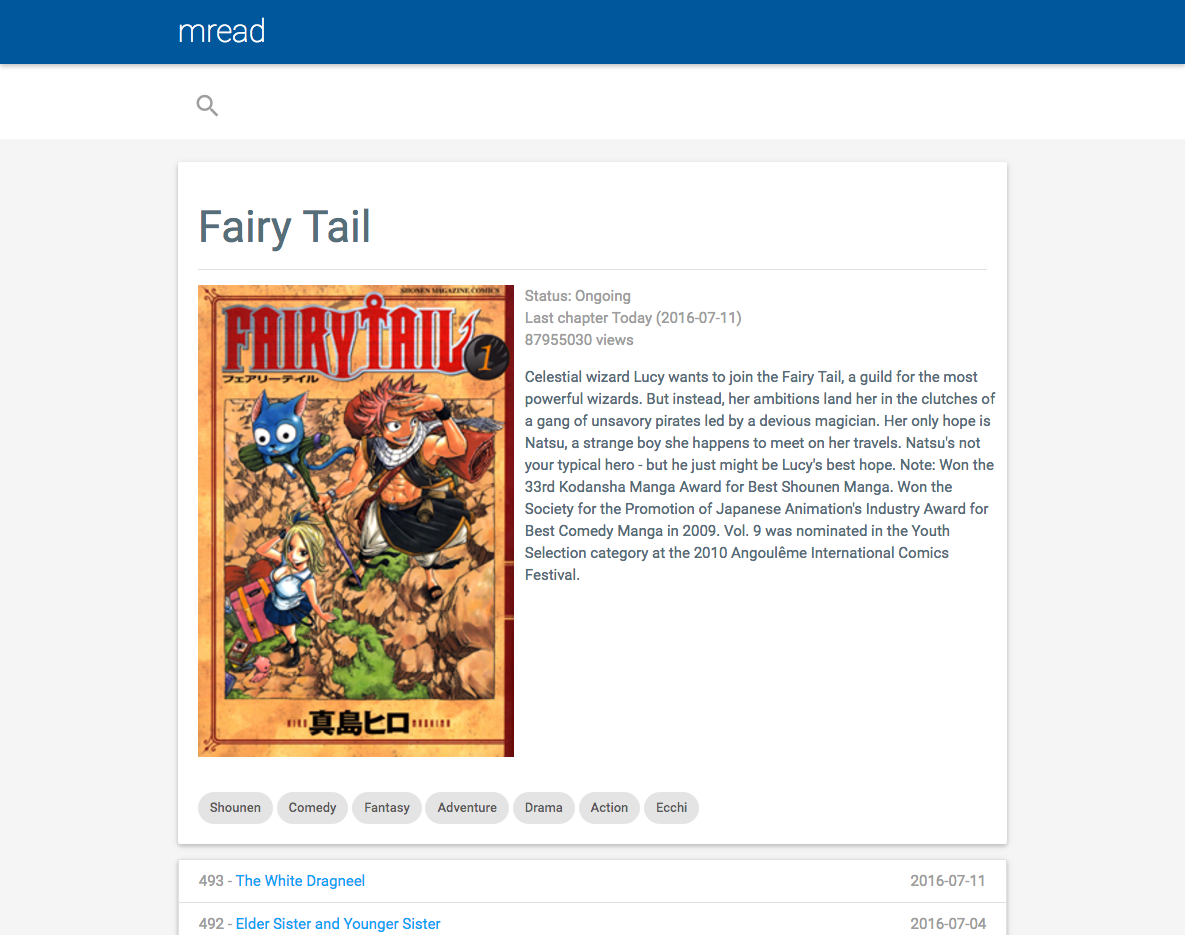 mread
Fairy Tail
SHONEN MAGAZINE COMICS
FAIRY TAIL
1
フェアリーテイル
HIRO 真島ヒロ MASHIMA
Status: Ongoing
Last chapter Today (2016-07-11)
87955030 views
Celestial wizard Lucy wants to join the Fairy Tail, a guild for the most
powerful wizards. But instead, her ambitions land her in the clutches of
a gang of unsavory pirates led by a devious magician. Her only hope is
Natsu, a strange boy she happens to meet on her travels. Natsu's not
your typical hero - but he just might be Lucy's best hope. Note: Won the
33rd Kodansha Manga Award for Best Shounen Manga. Won the
Society for the Promotion of Japanese Animation's Industry Award for
Best Comedy Manga in 2009. Vol. 9 was nominated in the Youth
Selection category at the 2010 Angoulême International Comics
Festival.
Shounen Comedy Fantasy Adventure Drama Action Ecchi
493 - The White Dragneel 2016-07-11
492 - Elder Sister and Younger Sister 2016-07-04